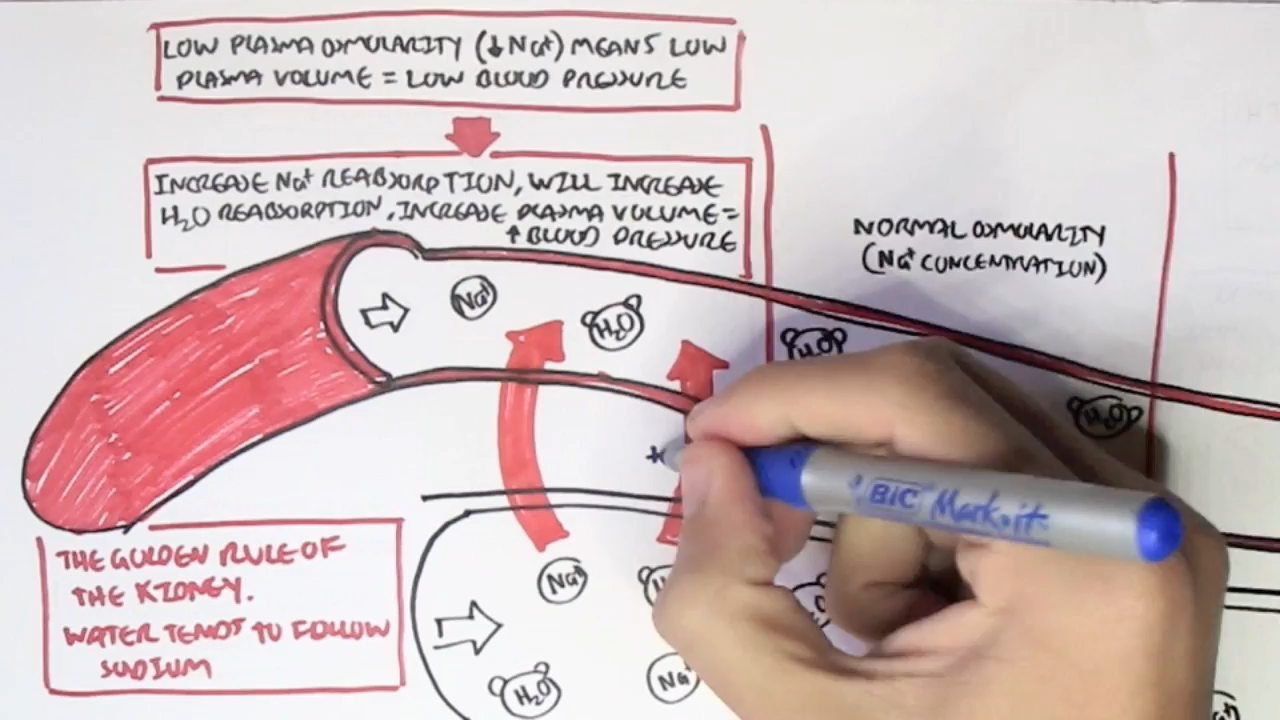 LOW PLASMA OSMULARITY (↓Na⁺) MEANS LOW
PLASMA VOLUME = LOW BLOOD PRESSURE
INCREASE Na⁺ REABSORPTION, WILL INCREASE
H₂O REABSORPTION, INCREASE PLASMA VOLUME =
↑ BLOOD PRESSURE
NORMAL OSMULARITY
(Na⁺ CONCENTRATION)
Na⁺
H₂O
H₂O
H₂O
BIC Mark-it
THE GOLDEN RULE OF
THE KIDNEY.
WATER TENDS TO FOLLOW
SODIUM
Na⁺
H₂O
Na⁺